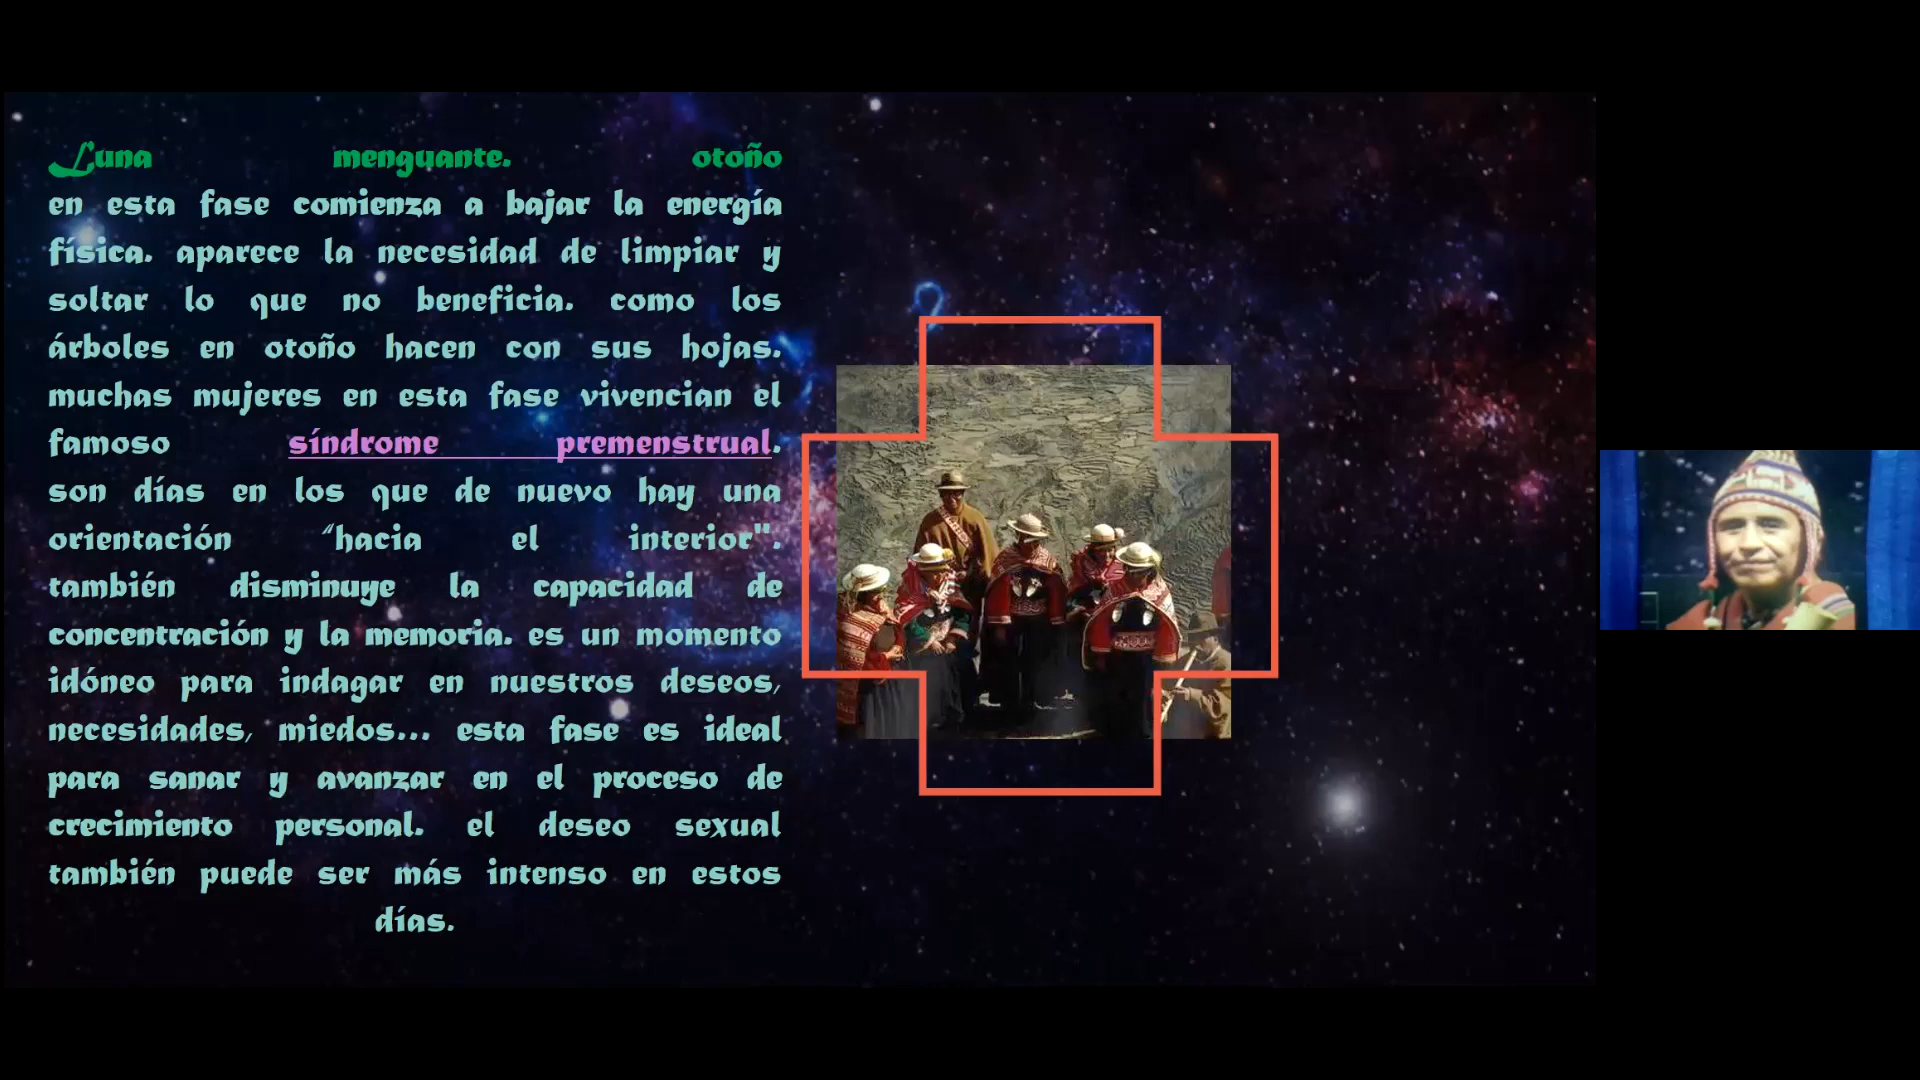 Luna menguante. otoño
en esta fase comienza a bajar la energía
física. aparece la necesidad de limpiar y
soltar lo que no beneficia. como los
árboles en otoño hacen con sus hojas.
muchas mujeres en esta fase vivencian el
famoso síndrome premenstrual.
son días en los que de nuevo hay una
orientación “hacia el interior".
también disminuye la capacidad de
concentración y la memoria. es un momento
idóneo para indagar en nuestros deseos,
necesidades, miedos... esta fase es ideal
para sanar y avanzar en el proceso de
crecimiento personal. el deseo sexual
también puede ser más intenso en estos
días.